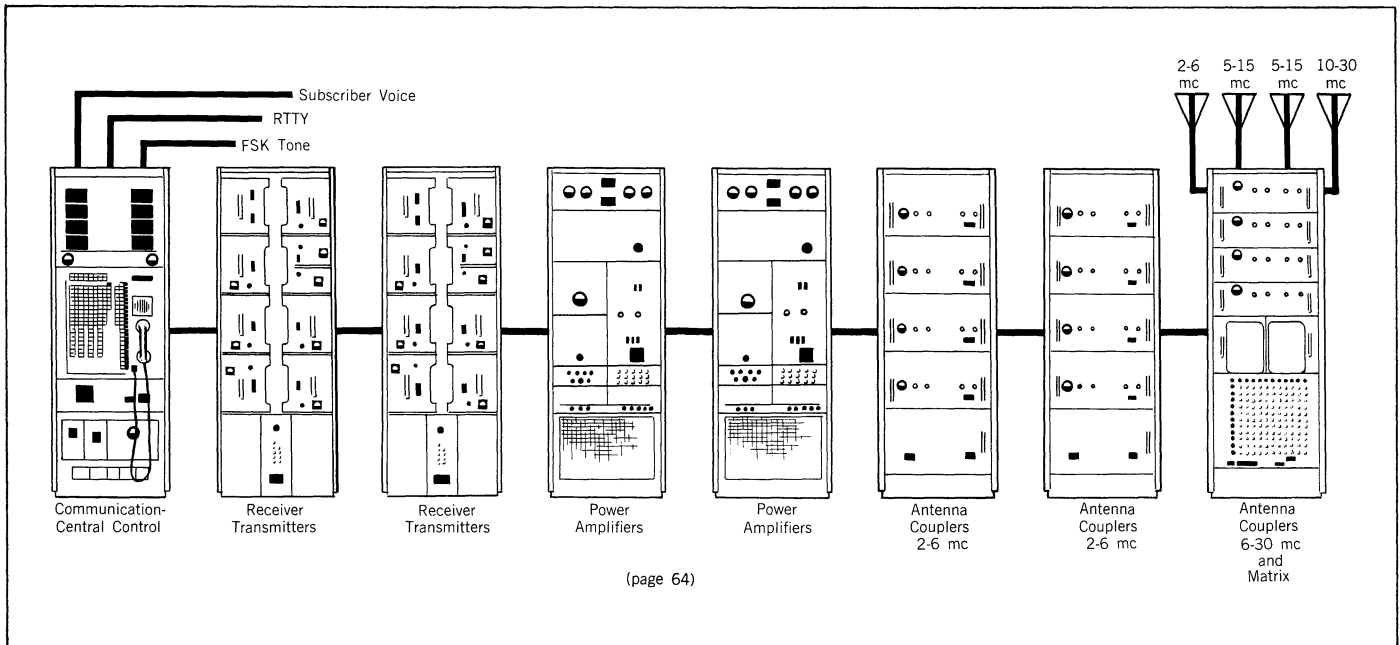 Subscriber Voice
RTTY
FSK Tone
2-6 5-15 5-15 10-30
mc mc mc mc
Communication-
Central Control
Receiver
Transmitters
Receiver
Transmitters
Power
Amplifiers
Power
Amplifiers
Antenna
Couplers
2-6 mc
Antenna
Couplers
2-6 mc
Antenna
Couplers
6-30 mc
and
Matrix
(page 64)